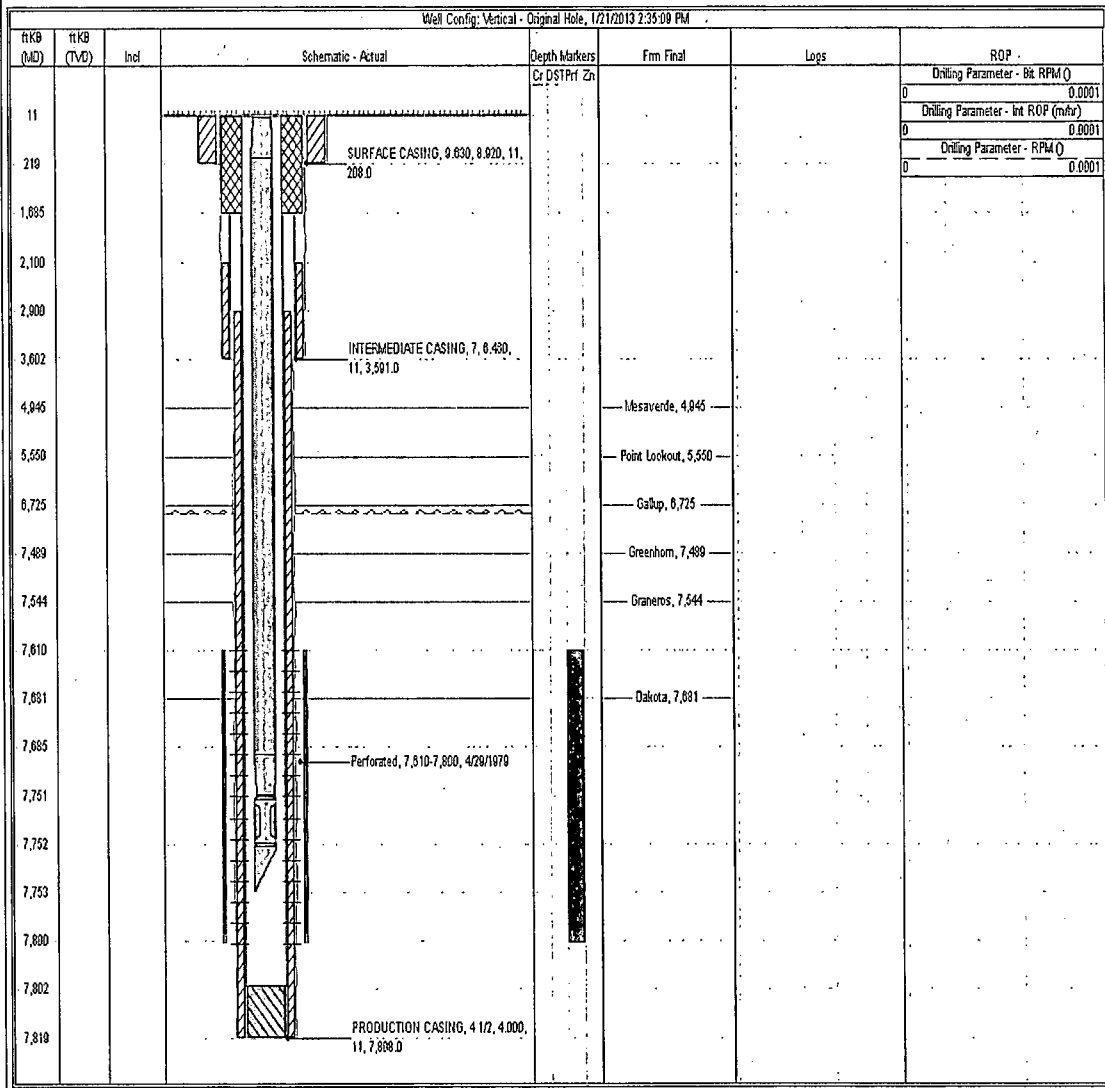 Well Config: Vertical - Original Hole, 1/21/2013 2:35:09 PM
ftKB (MD)
ftKB (TVD)
Incl
Schematic - Actual
Depth Markers
Frm Final
Logs
ROP
Cr DST Prf Zn
Drilling Parameter - Bit RPM ()
0 0.0001
Drilling Parameter - Int ROP (m/hr)
0 0.0001
Drilling Parameter - RPM ()
0 0.0001
11
219
SURFACE CASING, 9.630, 8.920, 11,
208.0
1,685
2,100
2,900
3,602
INTERMEDIATE CASING, 7, 6.430,
11, 3,591.0
4,945
Mesaverde, 4,945
5,550
Point Lookout, 5,550
6,725
Gallup, 6,725
7,489
Greenhorn, 7,489
7,544
Graneros, 7,544
7,610
7,681
Dakota, 7,681
7,685
Perforated, 7,610-7,800, 4/29/1979
7,751
7,752
7,753
7,800
7,802
7,819
PRODUCTION CASING, 4 1/2, 4.000,
11, 7,808.0